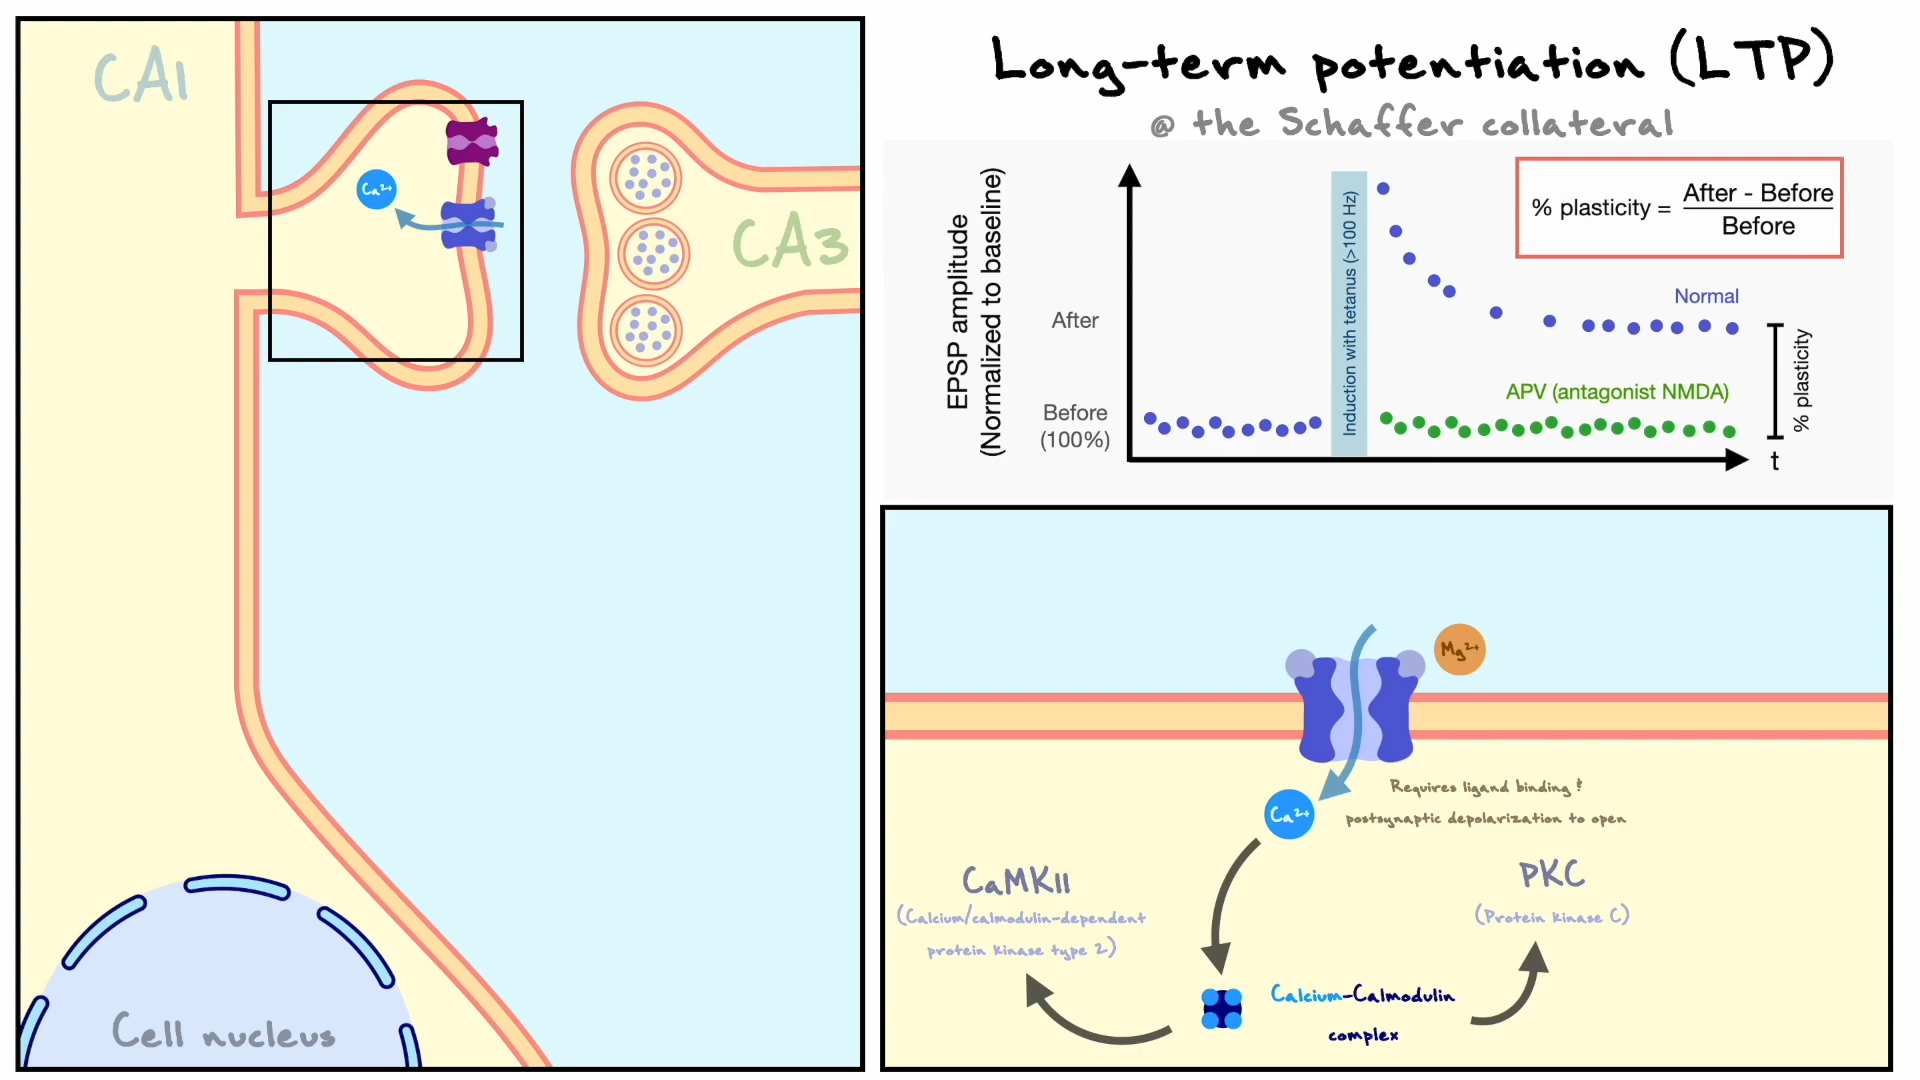 CA1
Ca²⁺
CA3
Cell nucleus
Long-term potentiation (LTP)
@ the Schaffer collateral
EPSP amplitude
(Normalized to baseline)
After
Before
(100%)
Induction with tetanus (>100 Hz)
% plasticity = After - Before
Before
Normal
APV (antagonist NMDA)
% plasticity
t
Mg²⁺
Ca²⁺
Requires ligand binding &
postsynaptic depolarization to open
CaMKII
(Calcium/calmodulin-dependent
protein kinase type 2)
PKC
(Protein kinase C)
Calcium-Calmodulin
complex